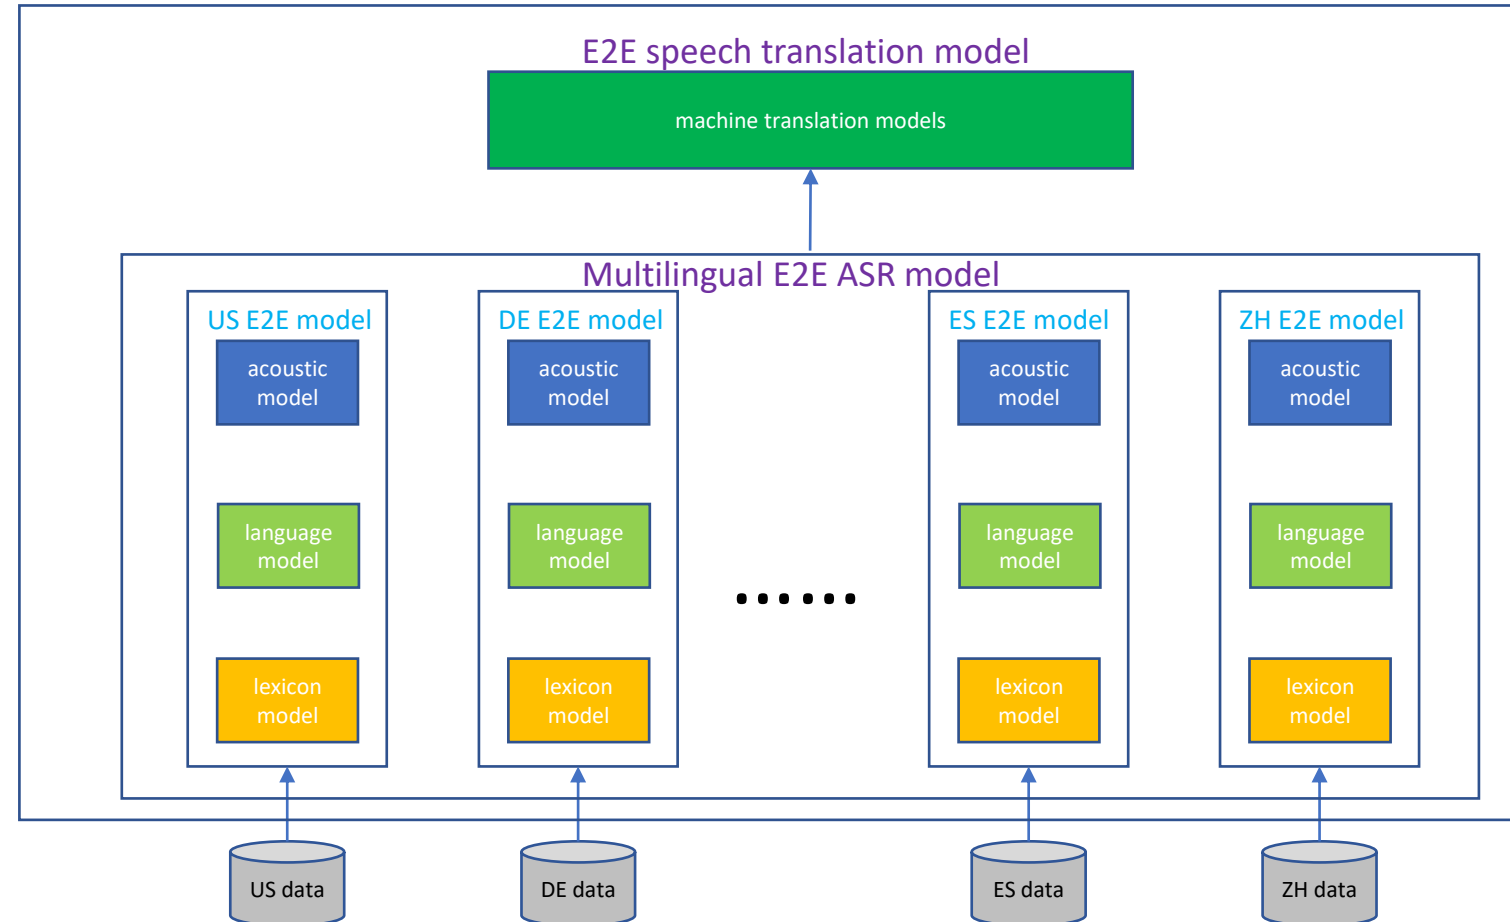 E2E speech translation model
machine translation models
Multilingual E2E ASR model
US E2E model
DE E2E model
ES E2E model
ZH E2E model
acoustic
model
acoustic
model
acoustic
model
acoustic
model
language
model
language
model
language
model
language
model
......
lexicon
model
lexicon
model
lexicon
model
lexicon
model
US data
DE data
ES data
ZH data